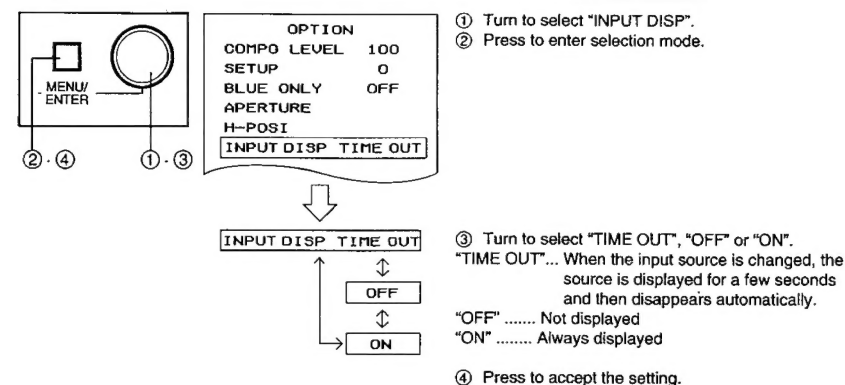 OPTION
COMPO LEVEL 100
SETUP 0
BLUE ONLY OFF
APERTURE
H-POSI
INPUT DISP TIME OUT
MENU/
ENTER
② · ④
① · ③
① Turn to select "INPUT DISP".
② Press to enter selection mode.
INPUT DISP TIME OUT
OFF
ON
③ Turn to select "TIME OUT", "OFF" or "ON".
"TIME OUT"... When the input source is changed, the
source is displayed for a few seconds
and then disappears automatically.
"OFF" ....... Not displayed
"ON" ........ Always displayed
④ Press to accept the setting.